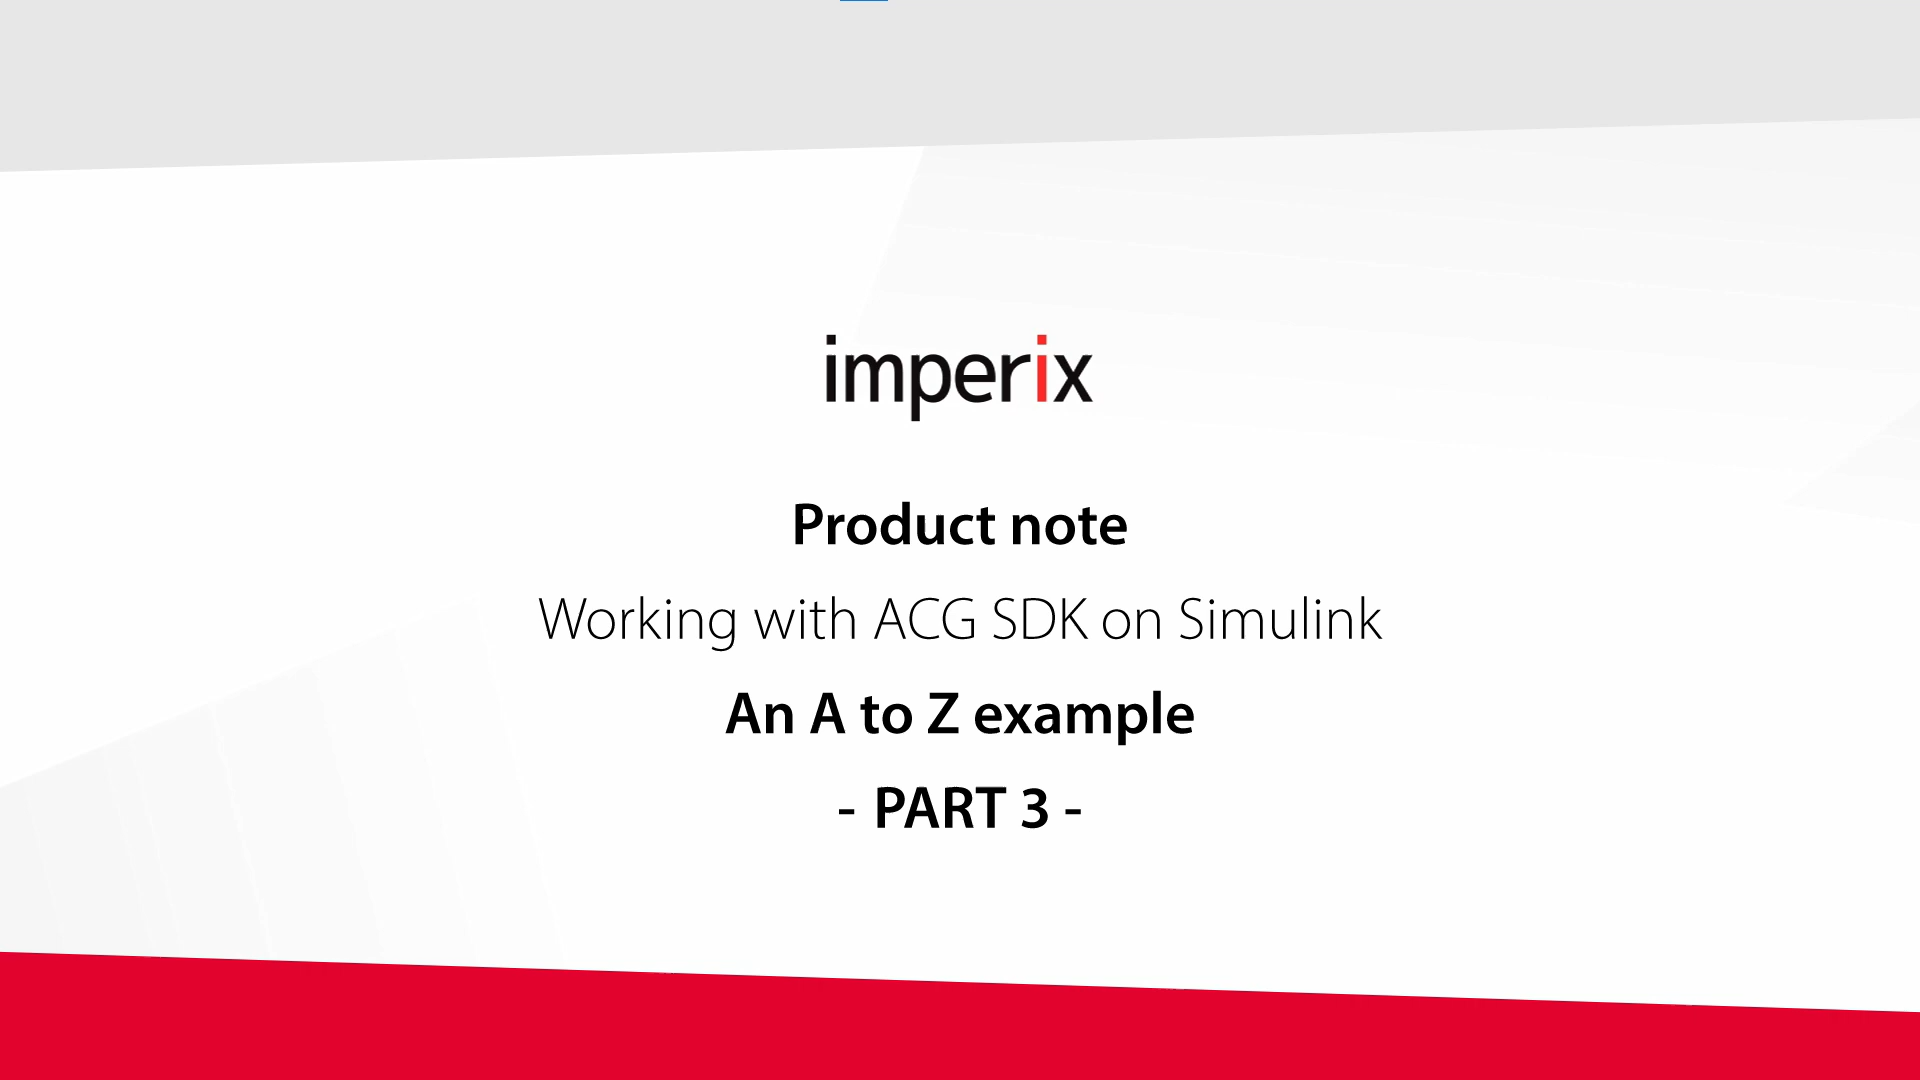 imperix
Product note
Working with ACG SDK on Simulink
An A to Z example
- PART 3 -